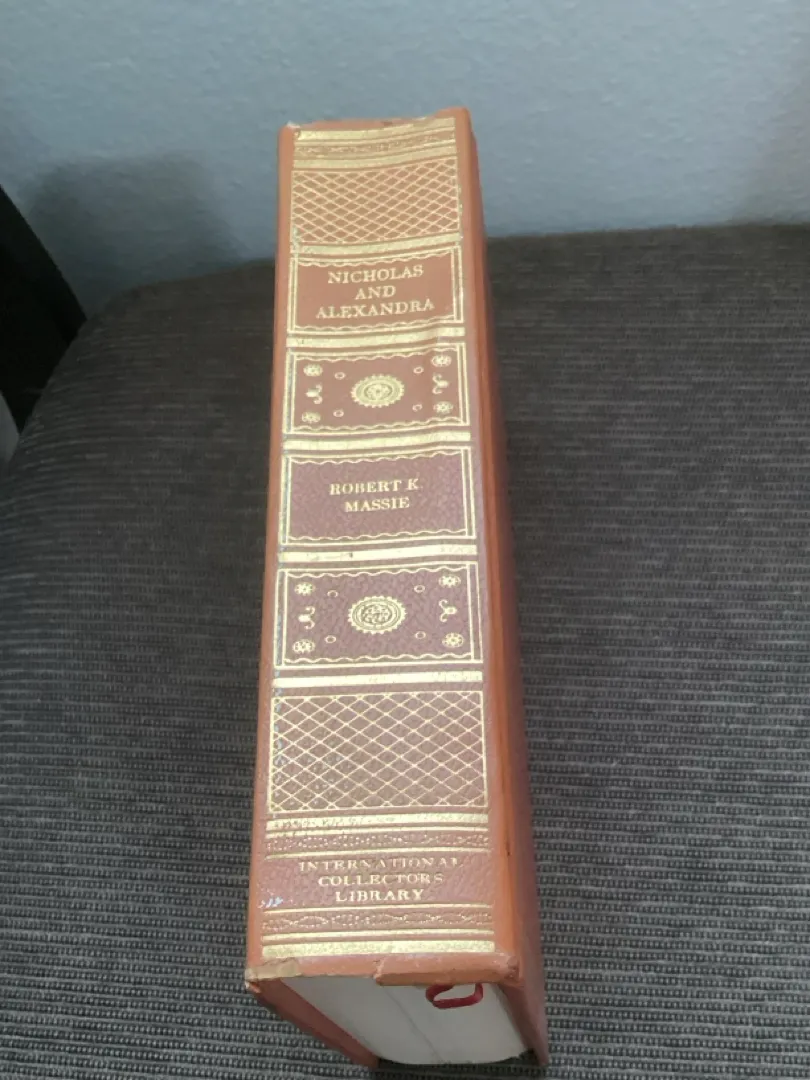 NICHOLAS
AND
ALEXANDRA
ROBERT K.
MASSIE
INTERNATIONAL
COLLECTORS
LIBRARY